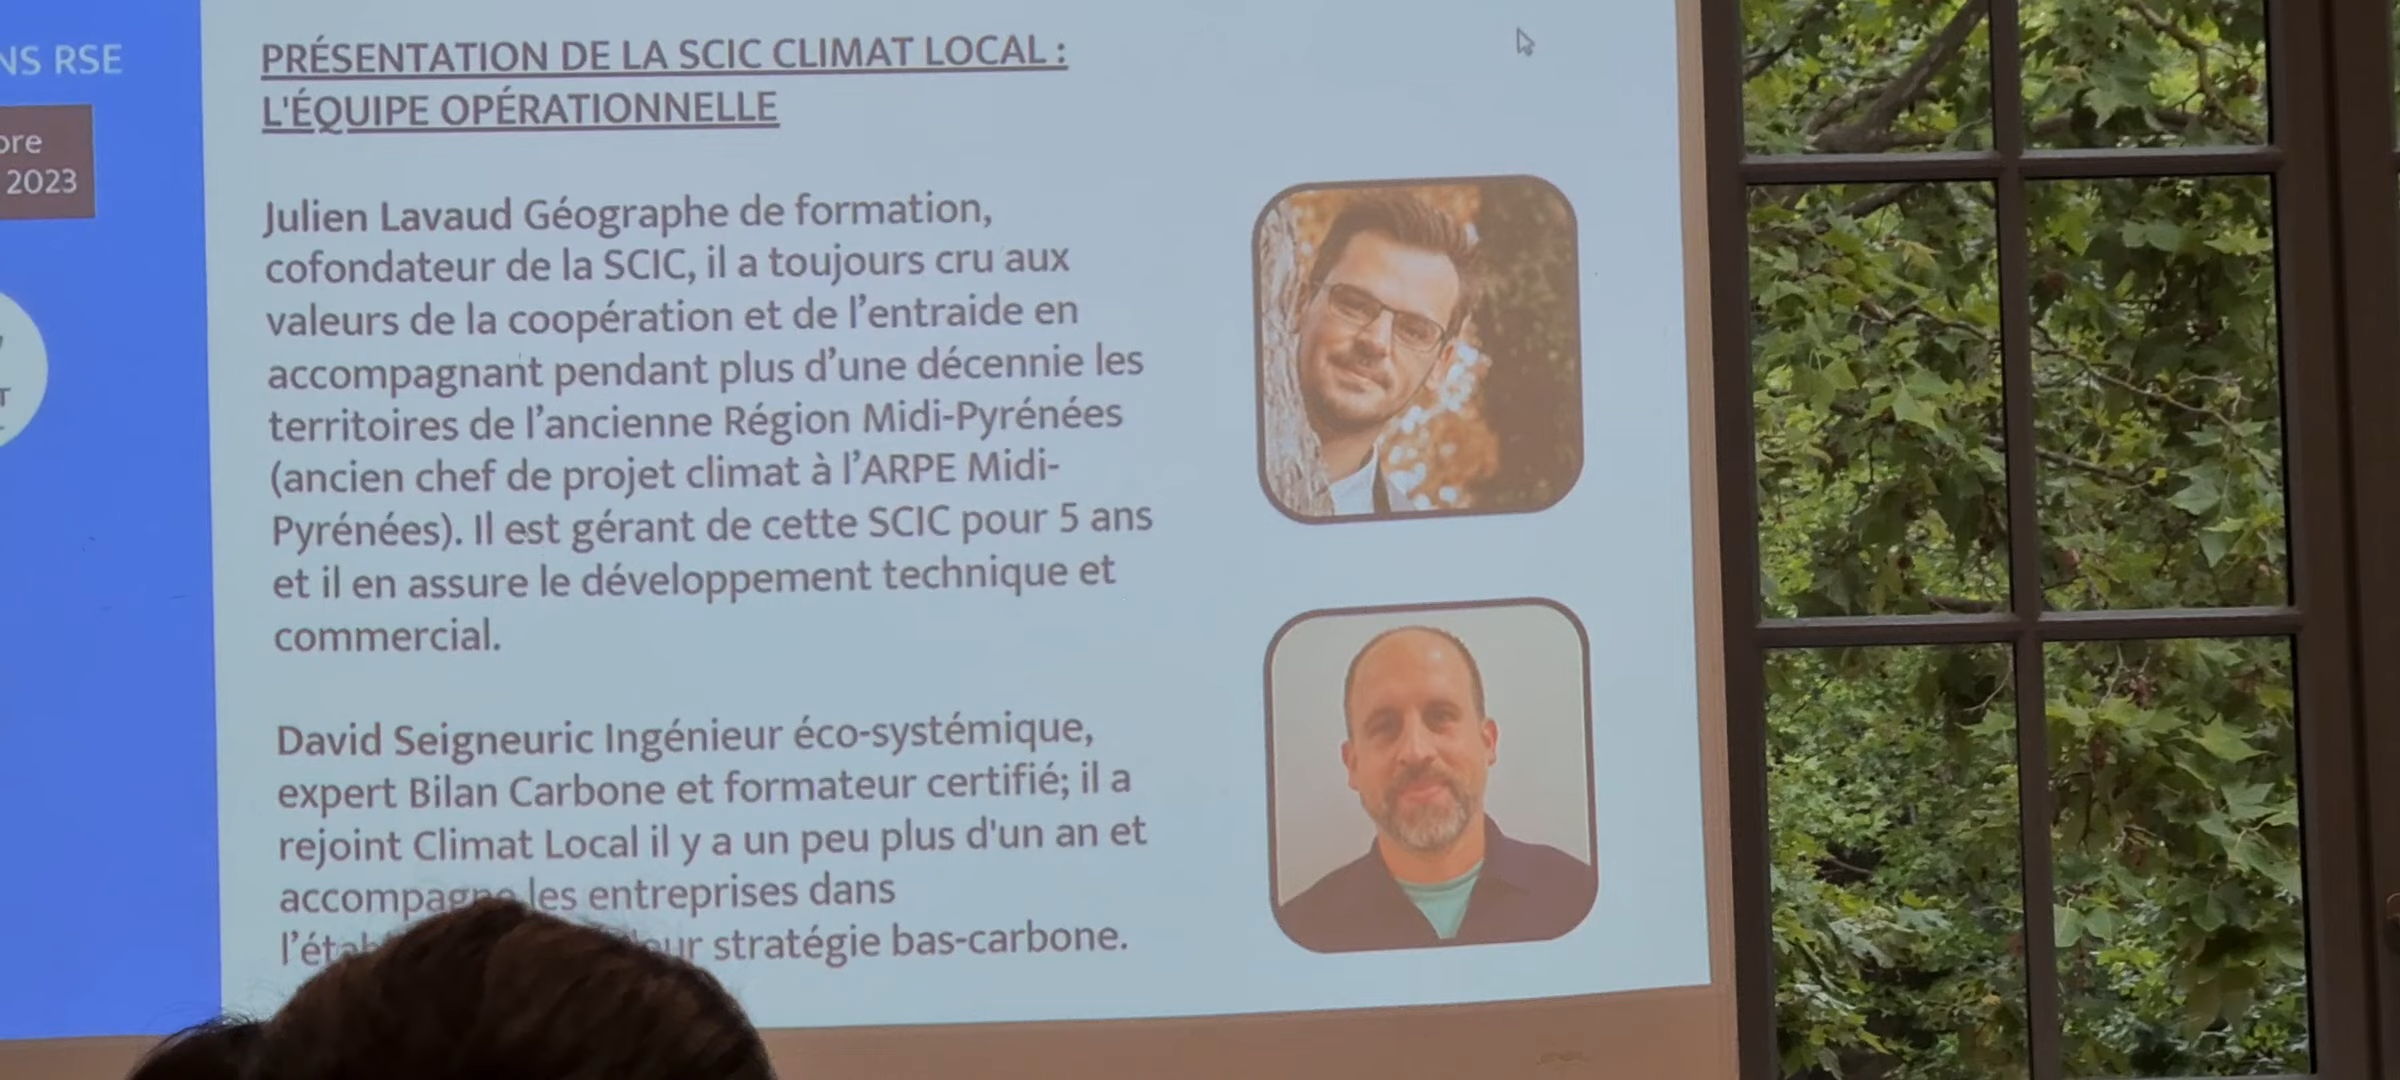 NS RSE
2023
PRÉSENTATION DE LA SCIC CLIMAT LOCAL :
L'ÉQUIPE OPÉRATIONNELLE
Julien Lavaud Géographe de formation,
cofondateur de la SCIC, il a toujours cru aux
valeurs de la coopération et de l’entraide en
accompagnant pendant plus d’une décennie les
territoires de l’ancienne Région Midi-Pyrénées
(ancien chef de projet climat à l’ARPE Midi-
Pyrénées). Il est gérant de cette SCIC pour 5 ans
et il en assure le développement technique et
commercial.
David Seigneuric Ingénieur éco-systémique,
expert Bilan Carbone et formateur certifié; il a
rejoint Climat Local il y a un peu plus d'un an et
accompagne les entreprises dans
stratégie bas-carbone.